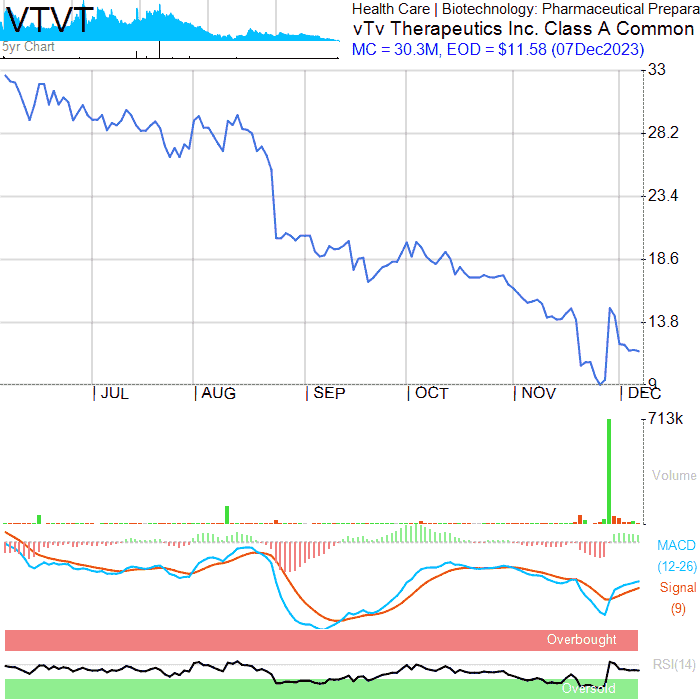 VTVT
5yr Chart
Health Care | Biotechnology: Pharmaceutical Prepara
vTv Therapeutics Inc. Class A Common
MC = 30.3M, EOD = $11.58 (07Dec2023)
33
28.2
23.4
18.6
13.8
9
JUL AUG SEP OCT NOV DEC
713k
Volume
MACD
(12-26)
Signal
(9)
Overbought
RSI(14)
Oversold